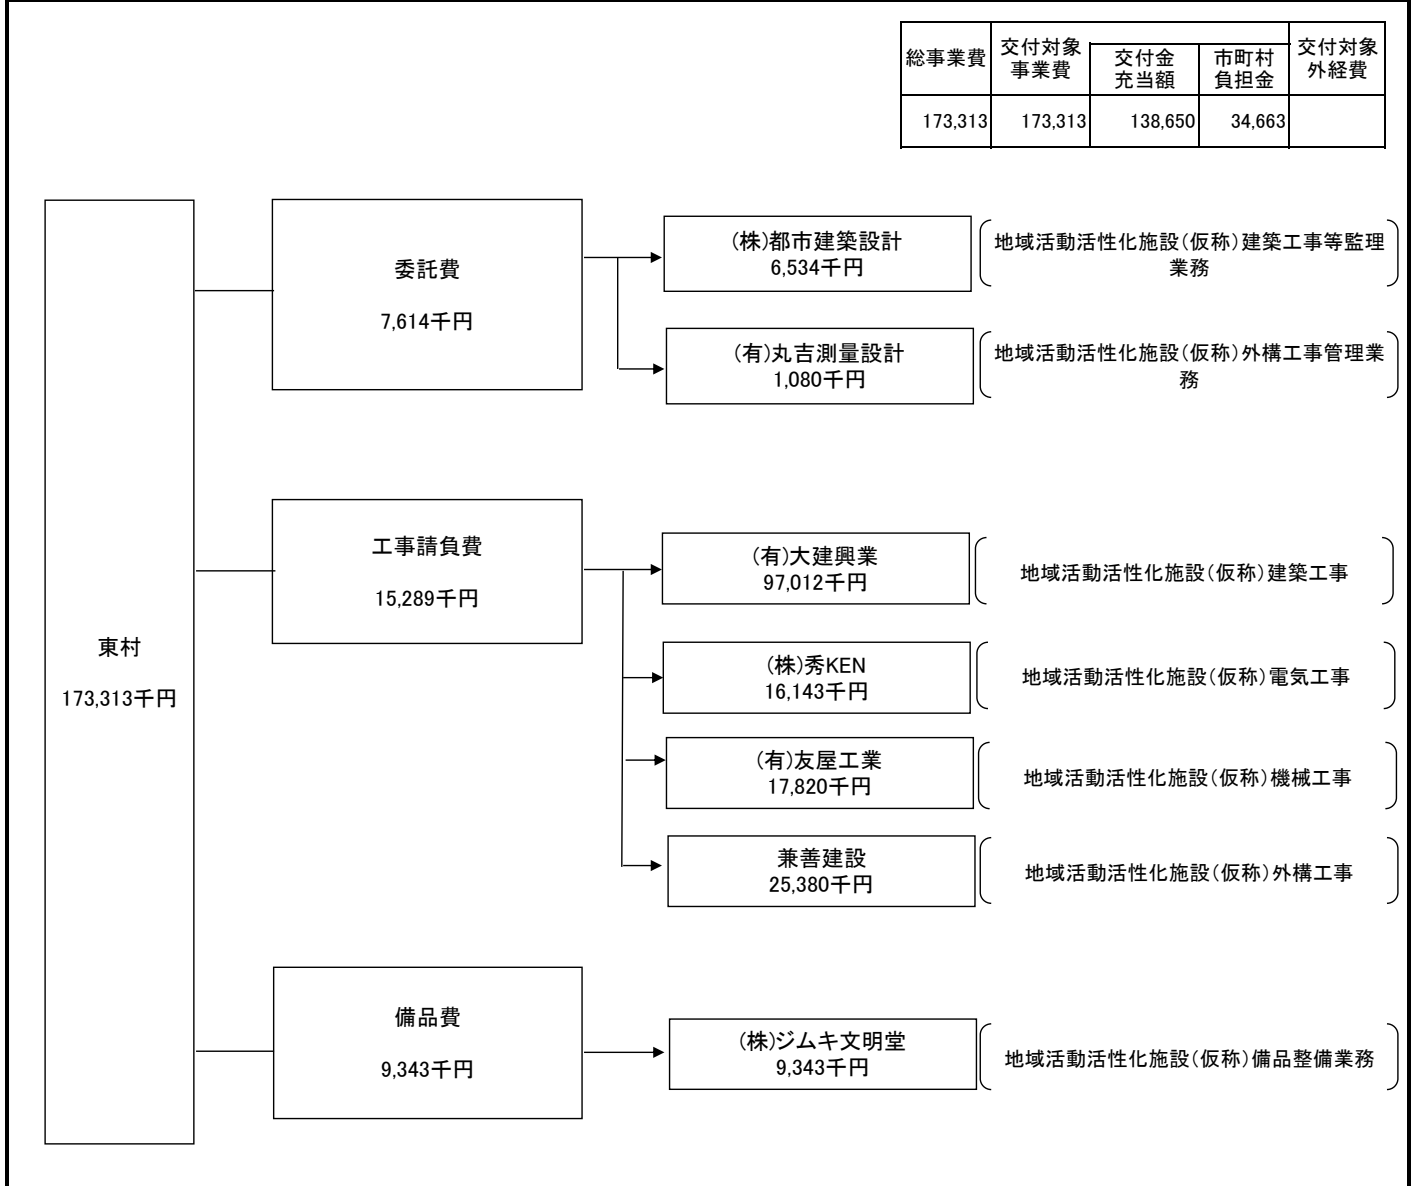 総事業費
交付対象
事業費
交付金
充当額
市町村
負担金
交付対象
外経費
173,313
173,313
138,650
34,663
東村
173,313千円
委託費
7,614千円
(株)都市建築設計
6,534千円
地域活動活性化施設(仮称)建築工事等監理
業務
(有)丸吉測量設計
1,080千円
地域活動活性化施設(仮称)外構工事管理業
務
工事請負費
15,289千円
(有)大建興業
97,012千円
地域活動活性化施設(仮称)建築工事
(株)秀KEN
16,143千円
地域活動活性化施設(仮称)電気工事
(有)友屋工業
17,820千円
地域活動活性化施設(仮称)機械工事
兼善建設
25,380千円
地域活動活性化施設(仮称)外構工事
備品費
9,343千円
(株)ジムキ文明堂
9,343千円
地域活動活性化施設(仮称)備品整備業務